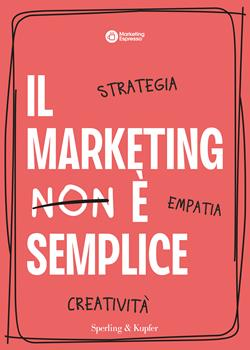 Marketing
Espresso
STRATEGIA
IL
MARKETING
NON È
EMPATIA
SEMPLICE
CREATIVITÀ
Sperling & Kupfer